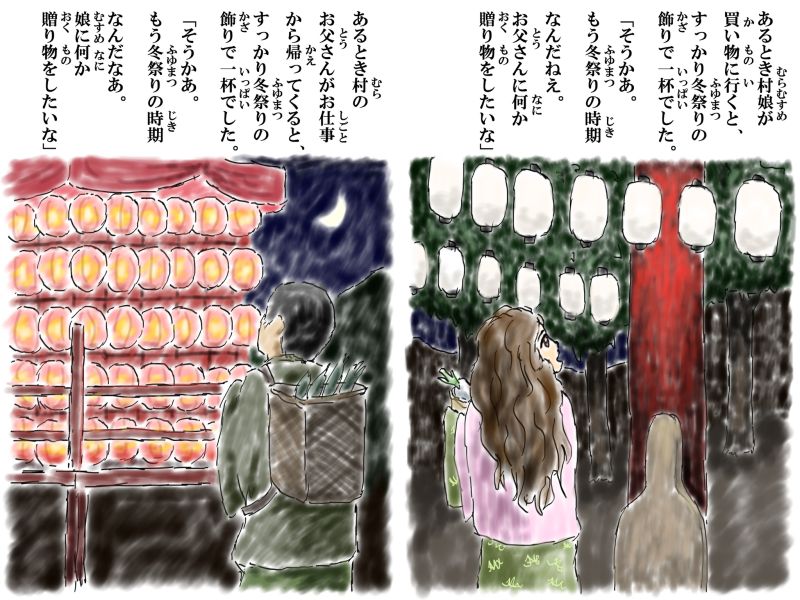 あるとき村娘が
買い物に行くと、
すっかり冬祭りの
飾りで一杯でした。
「そうかあ。
もう冬祭りの時期
なんだねえ。
お父さんに何か
贈り物をしたいな」
あるとき村の
お父さんがお仕事
から帰ってくると、
すっかり冬祭りの
飾りで一杯でした。
「そうかあ。
もう冬祭りの時期
なんだなあ。
娘に何か
贈り物をしたいな」